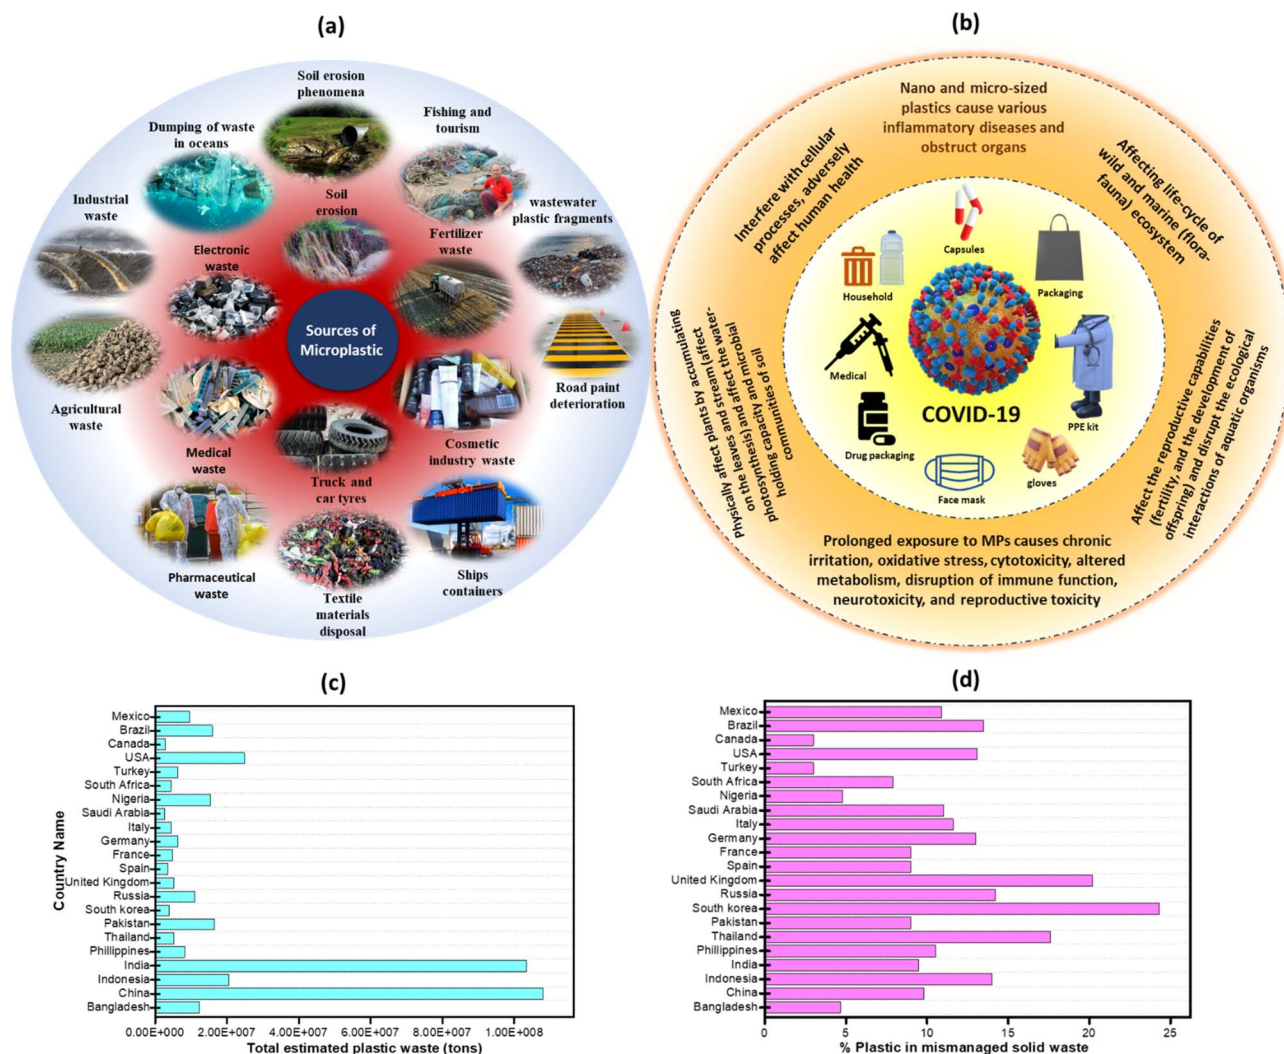 (a)
Soil erosion
phenomena
Fishing and
tourism
Dumping of waste
in oceans
Industrial
waste
wastewater
plastic fragments
Soil
erosion
Fertilizer
waste
Electronic
waste
Sources of
Microplastic
Agricultural
waste
Road paint
deterioration
Medical
waste
Truck and
car tyres
Cosmetic
industry waste
Pharmaceutical
waste
Textile
materials
disposal
Ships
containers
(b)
Nano and micro-sized
plastics cause various
inflammatory diseases and
obstruct organs
Interfere with cellular
processes, adversely
affect human health
Affecting life-cycle of
wild and marine (flora-
fauna) ecosystem
Physically affect plants by accumulating
on the leaves and stream (affect
photosynthesis) and affect the water-
holding capacity and microbial
communities of soil
Affect the reproductive capabilities
(fertility, and the development of
offspring) and disrupt the ecological
interactions of aquatic organisms
Prolonged exposure to MPs causes chronic
irritation, oxidative stress, cytotoxicity, altered
metabolism, disruption of immune function,
neurotoxicity, and reproductive toxicity
Capsules
Packaging
Household
Medical
COVID-19
PPE kit
Drug packaging
gloves
Face mask
(c)
Country Name
Mexico
Brazil
Canada
USA
Turkey
South Africa
Nigeria
Saudi Arabia
Italy
Germany
France
Spain
United Kingdom
Russia
South korea
Pakistan
Thailand
Phillippines
India
Indonesia
China
Bangladesh
0.00E+000 2.00E+007 4.00E+007 6.00E+007 8.00E+007 1.00E+008
Total estimated plastic waste (tons)
(d)
Mexico
Brazil
Canada
USA
Turkey
South Africa
Nigeria
Saudi Arabia
Italy
Germany
France
Spain
United Kingdom
Russia
South korea
Pakistan
Thailand
Phillippines
India
Indonesia
China
Bangladesh
0 5 10 15 20 25
% Plastic in mismanaged solid waste